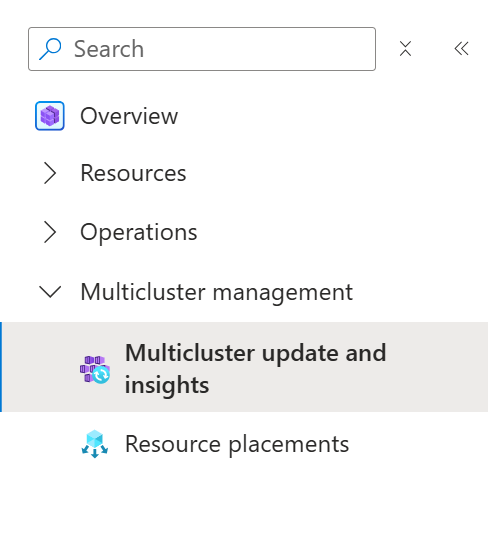 Search
Overview
Resources
Operations
Multicluster management
Multicluster update and
insights
Resource placements